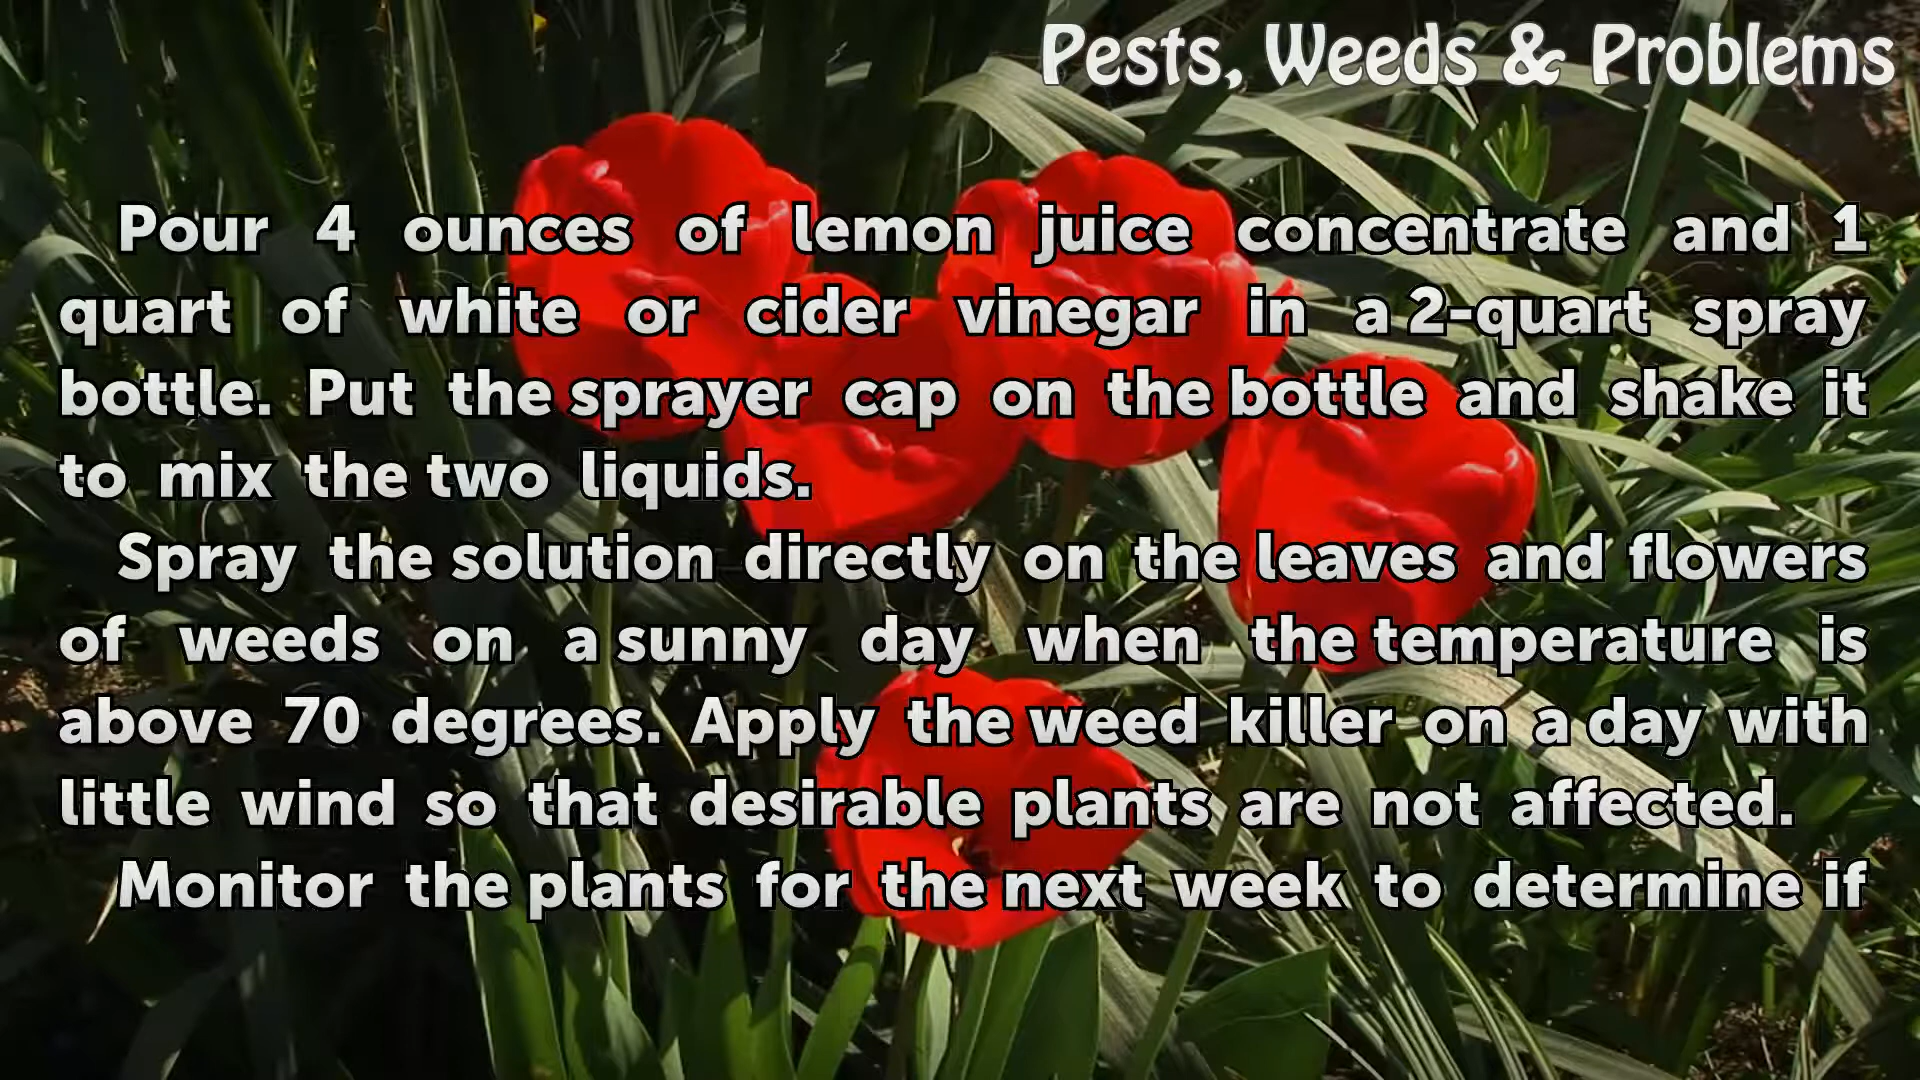 Pests, Weeds & Problems
Pour 4 ounces of lemon juice concentrate and 1
quart of white or cider vinegar in a 2-quart spray
bottle. Put the sprayer cap on the bottle and shake it
to mix the two liquids.
Spray the solution directly on the leaves and flowers
of weeds on a sunny day when the temperature is
above 70 degrees. Apply the weed killer on a day with
little wind so that desirable plants are not affected.
Monitor the plants for the next week to determine if